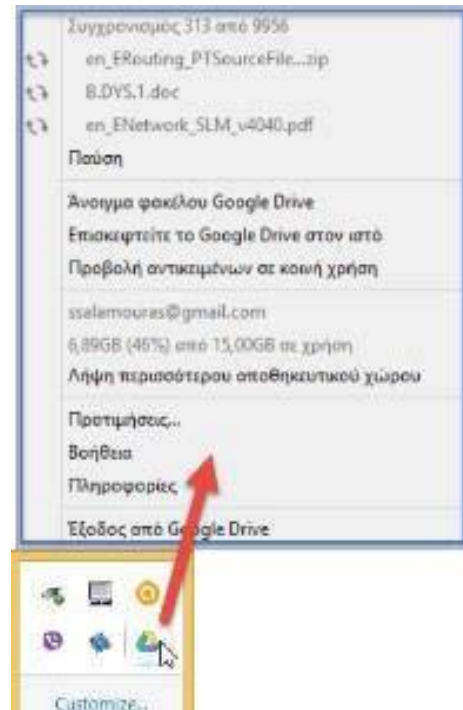 Συγχρονισμός 313 από 9956
en_ERouting_PTSourceFile...zip
B.DYS.1.doc
en_ENetwork_SLM_v4040.pdf
Παύση
Άνοιγμα φακέλου Google Drive
Επισκεφτείτε το Google Drive στον ιστό
Προβολή αντικειμένων σε κοινή χρήση
ssalamouras@gmail.com
6,89GB (46%) από 15,00GB σε χρήση
Λήψη περισσότερου αποθηκευτικού χώρου
Προτιμήσεις...
Βοήθεια
Πληροφορίες
Έξοδος από Google Drive
Customize...